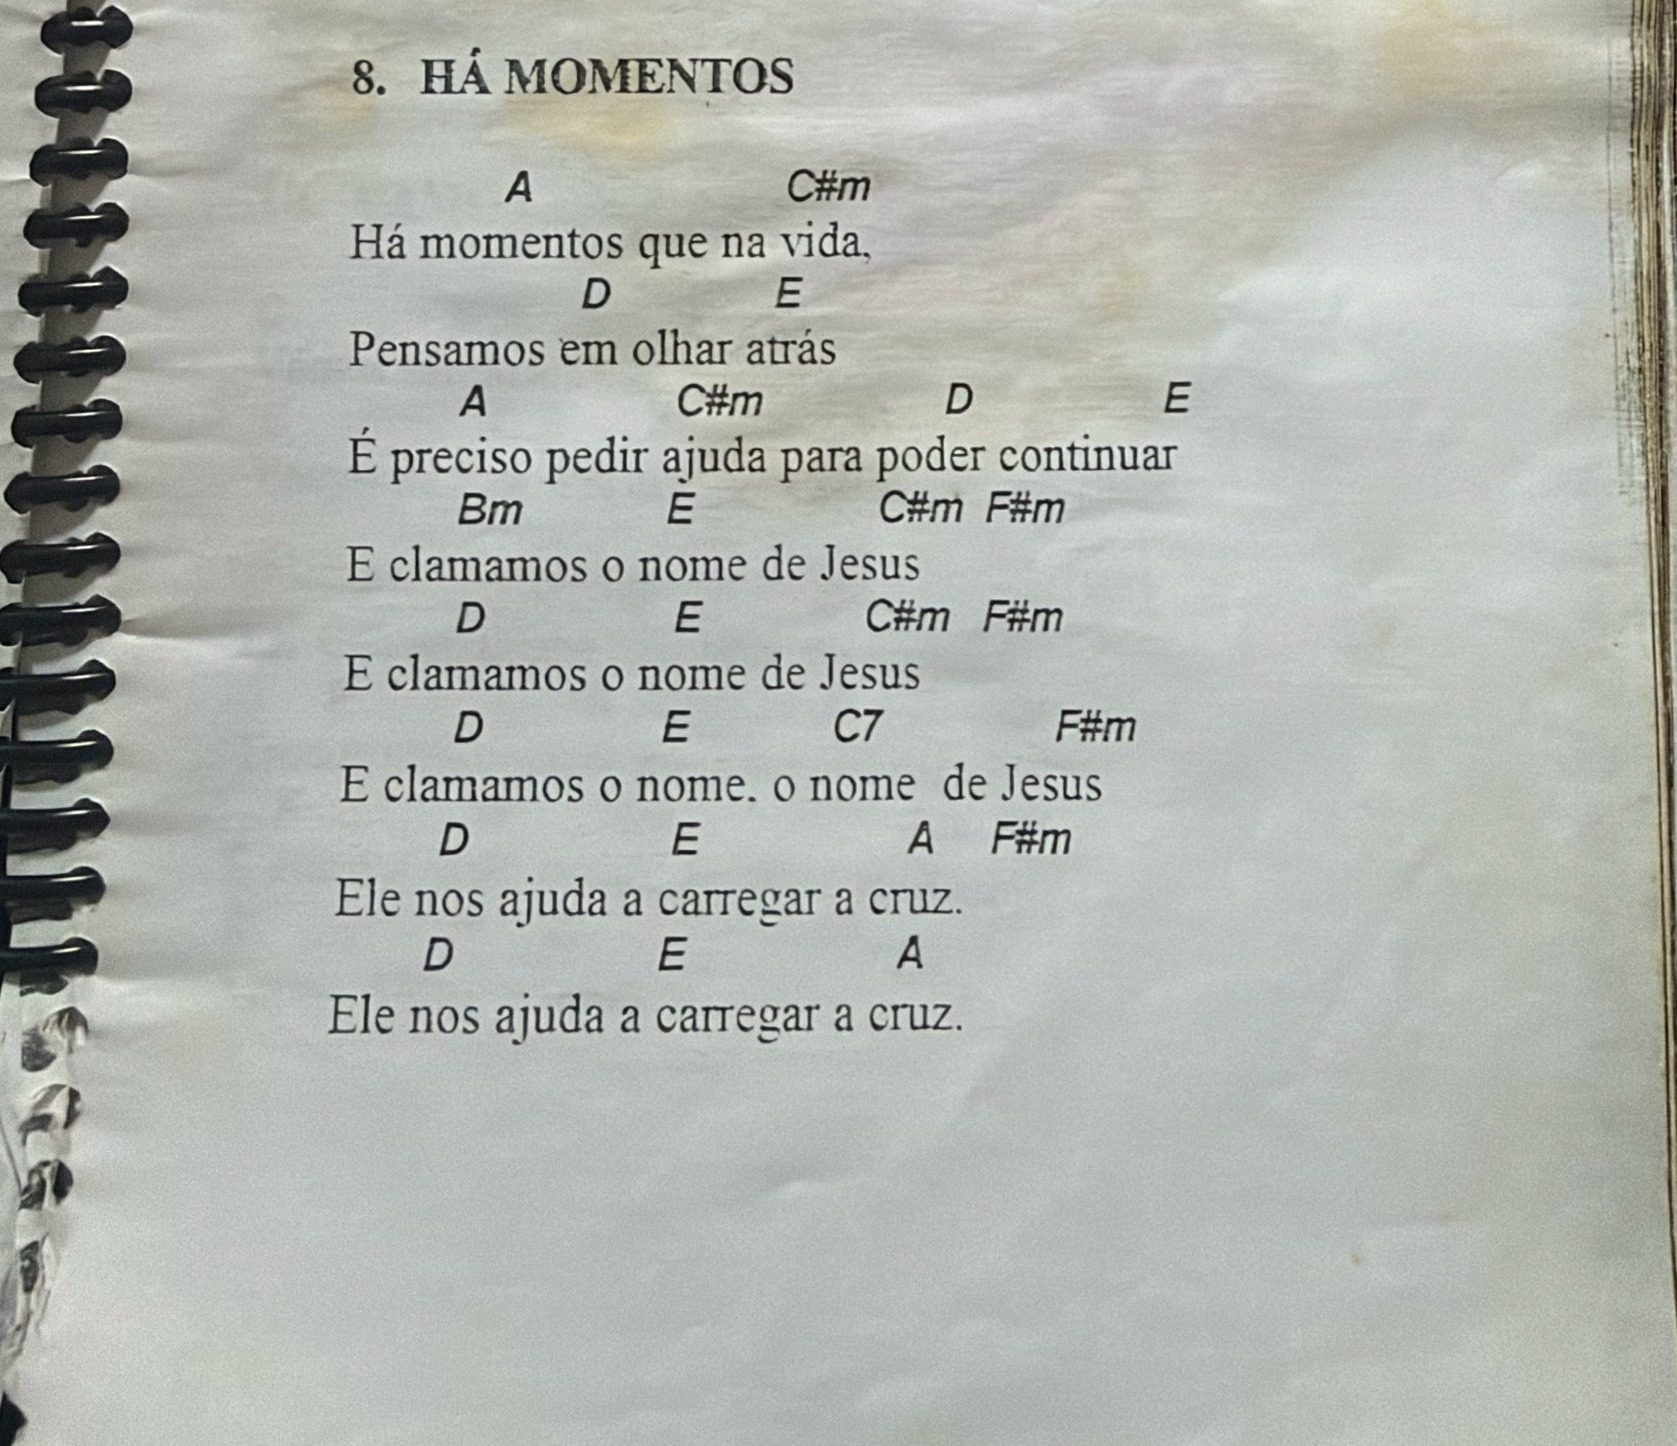 8. HÁ MOMENTOS
A C#m
Há momentos que na vida,
D E
Pensamos em olhar atrás
A C#m D E
É preciso pedir ajuda para poder continuar
Bm E C#m F#m
E clamamos o nome de Jesus
D E C#m F#m
E clamamos o nome de Jesus
D E C7 F#m
E clamamos o nome. o nome de Jesus
D E A F#m
Ele nos ajuda a carregar a cruz.
D E A
Ele nos ajuda a carregar a cruz.